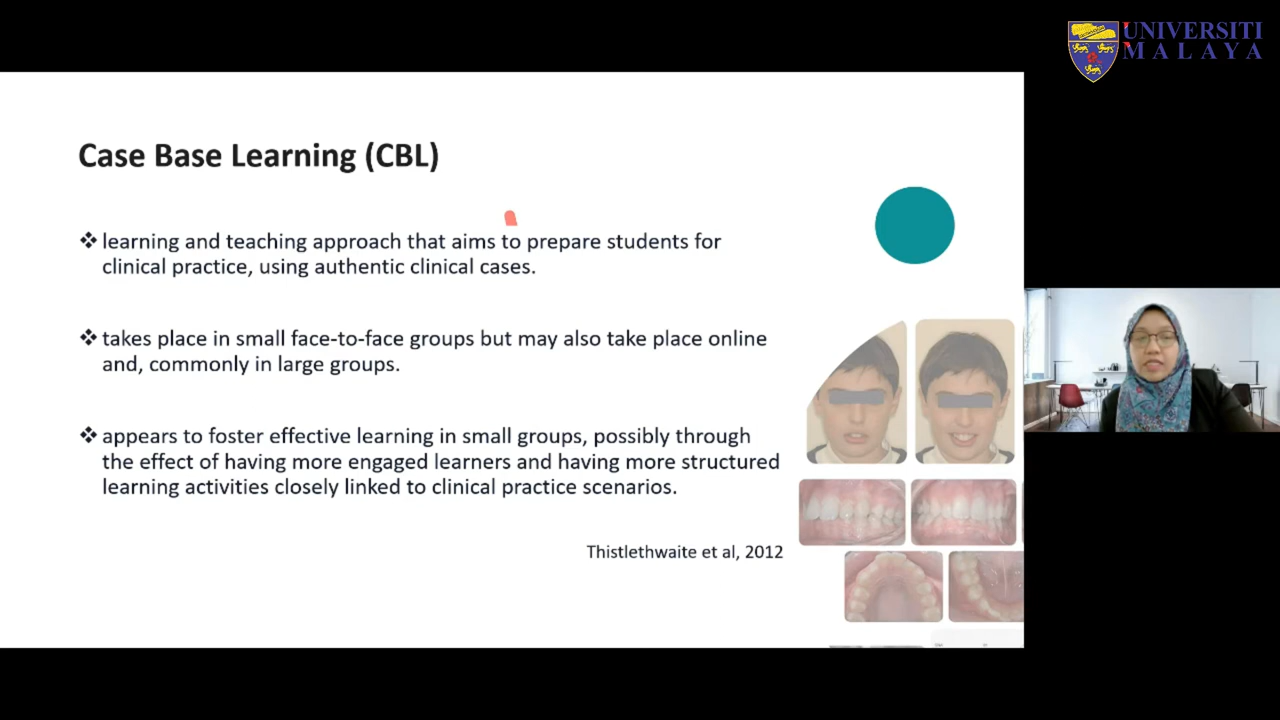 UNIVERSITI
MALAYA
Case Base Learning (CBL)
❖ learning and teaching approach that aims to prepare students for
clinical practice, using authentic clinical cases.
❖ takes place in small face-to-face groups but may also take place online
and, commonly in large groups.
❖ appears to foster effective learning in small groups, possibly through
the effect of having more engaged learners and having more structured
learning activities closely linked to clinical practice scenarios.
Thistlethwaite et al, 2012